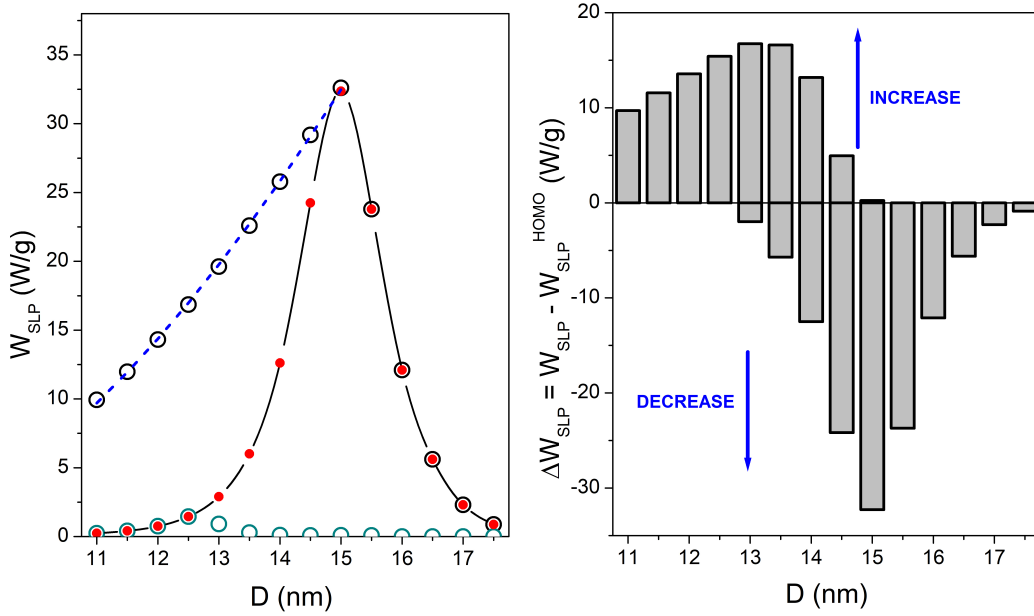 W_SLP (W/g)
35
30
25
20
15
10
5
0
11 12 13 14 15 16 17
D (nm)
ΔW_SLP = W_SLP - W_SLP^HOMO (W/g)
20
10
0
-10
-20
-30
INCREASE
DECREASE
11 12 13 14 15 16 17
D (nm)